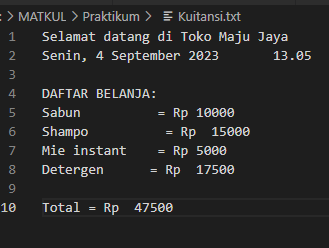 > MATKUL > Praktikum > Kuitansi.txt
1 Selamat datang di Toko Maju Jaya
2 Senin, 4 September 2023       13.05
3
4 DAFTAR BELANJA:
5 Sabun          = Rp 10000
6 Shampo          = Rp  15000
7 Mie instant    = Rp 5000
8 Detergen      = Rp  17500
9
10 Total = Rp  47500